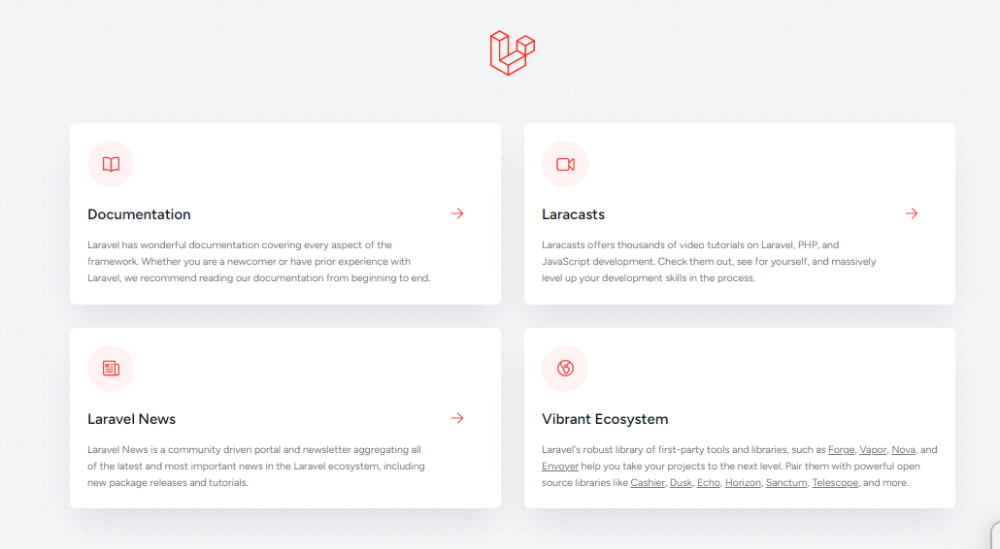 Documentation
Laravel has wonderful documentation covering every aspect of the
framework. Whether you are a newcomer or have prior experience with
Laravel, we recommend reading our documentation from beginning to end.
Laracasts
Laracasts offers thousands of video tutorials on Laravel, PHP, and
JavaScript development. Check them out, see for yourself, and massively
level up your development skills in the process.
Laravel News
Laravel News is a community driven portal and newsletter aggregating all
of the latest and most important news in the Laravel ecosystem, including
new package releases and tutorials.
Vibrant Ecosystem
Laravel's robust library of first-party tools and libraries, such as Forge, Vapor, Nova, and
Envoyer help you take your projects to the next level. Pair them with powerful open
source libraries like Cashier, Dusk, Echo, Horizon, Sanctum, Telescope, and more.